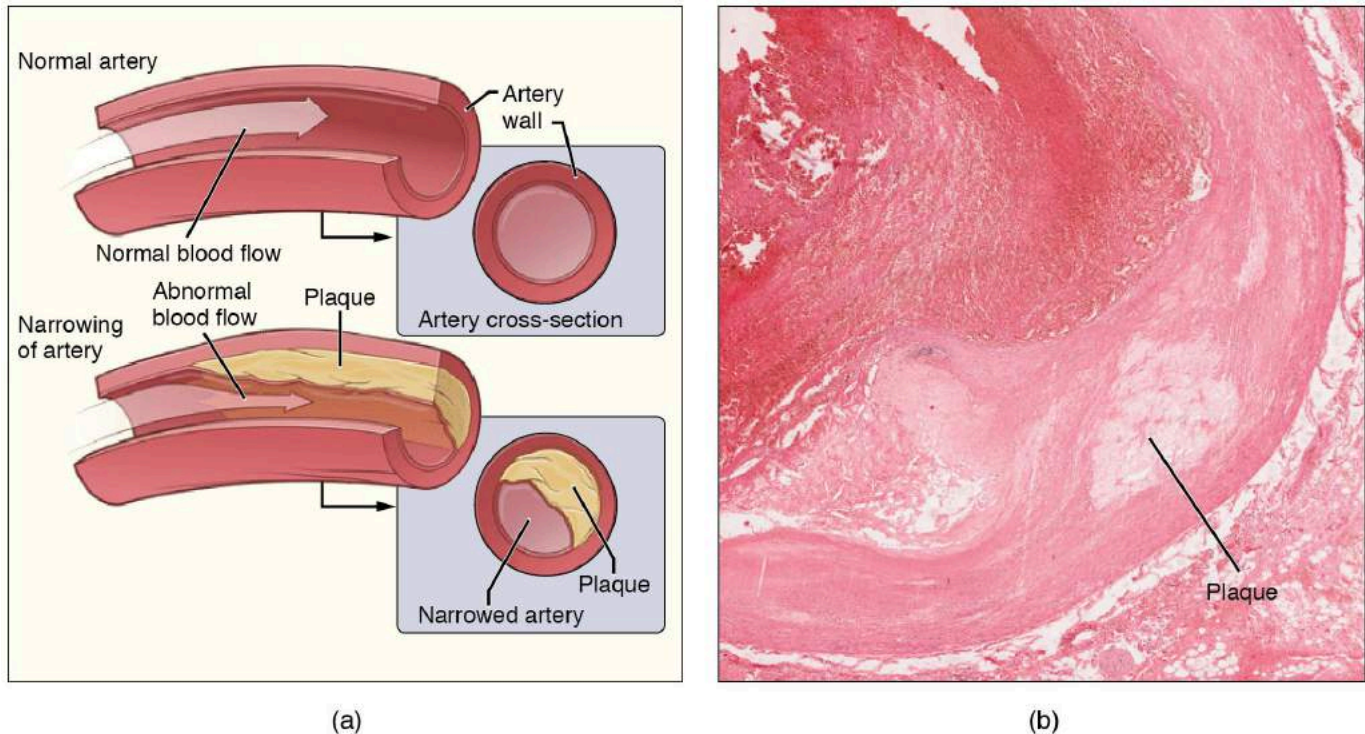 Normal artery
Artery
wall
Normal blood flow
Artery cross-section
Abnormal
blood flow
Plaque
Narrowing
of artery
Plaque
Narrowed artery
Plaque
(a)
(b)